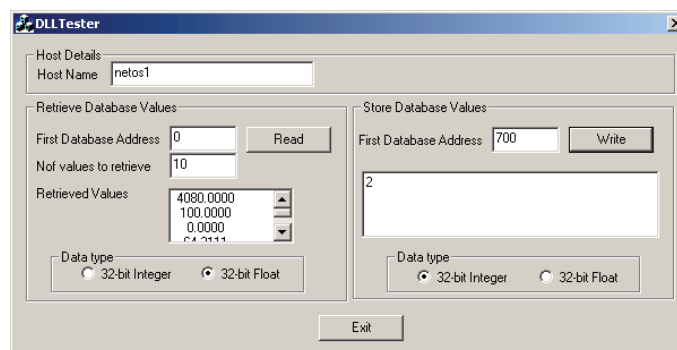 DLLTester
Host Details
Host Name netos1
Retrieve Database Values
First Database Address 0 Read
Nof values to retrieve 10
Retrieved Values
4080.0000
100.0000
0.0000
Data type
32-bit Integer 32-bit Float
Store Database Values
First Database Address 700 Write
2
Data type
32-bit Integer 32-bit Float
Exit